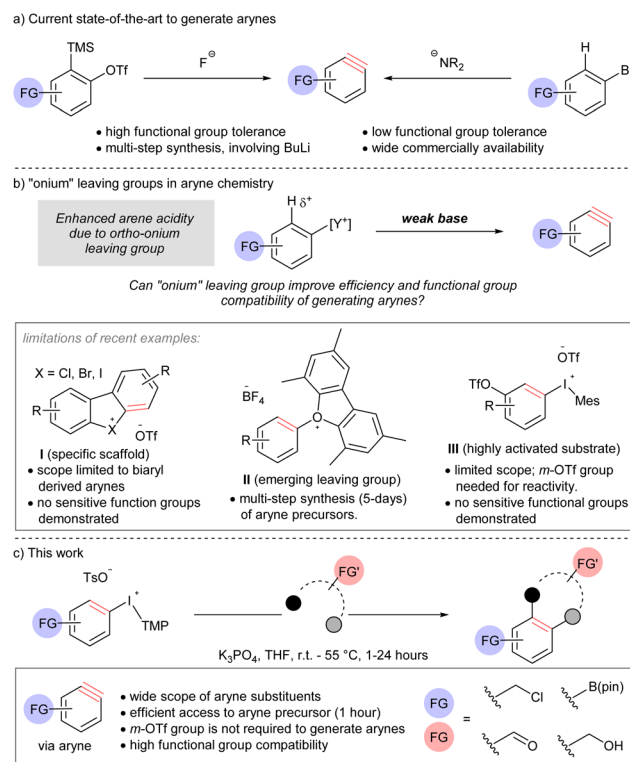 a) Current state-of-the-art to generate arynes
TMS
OTf
FG
F⊖
FG
⊖NR2
H
B
FG
• high functional group tolerance
• multi-step synthesis, involving BuLi
• low functional group tolerance
• wide commercially availability
b) "onium" leaving groups in aryne chemistry
Enhanced arene acidity
due to ortho-onium
leaving group
H δ+
[Y+]
FG
weak base
FG
Can "onium" leaving group improve efficiency and functional group
compatibility of generating arynes?
limitations of recent examples:
X = Cl, Br, I
R
R
X+
-OTf
I (specific scaffold)
• scope limited to biaryl
derived arynes
• no sensitive function groups
demonstrated
-BF4
O+
R
II (emerging leaving group)
• multi-step synthesis (5-days)
of aryne precursors.
-OTf
TfO
I+
Mes
R
III (highly activated substrate)
• limited scope; m-OTf group
needed for reactivity.
• no sensitive functional groups
demonstrated
c) This work
TsO-
I+
TMP
FG
FG'
K3PO4, THF, r.t. - 55 °C, 1-24 hours
FG'
FG
FG
via aryne
• wide scope of aryne substituents
• efficient access to aryne precursor (1 hour)
• m-OTf group is not required to generate arynes
• high functional group compatibility
FG
FG
=
Cl
B(pin)
O
OH